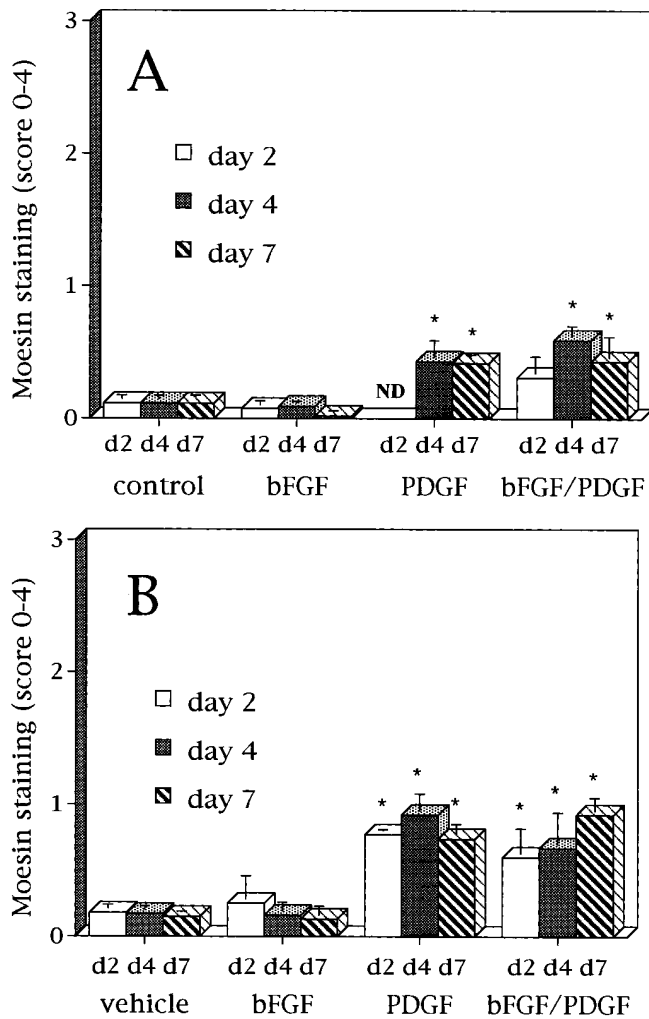 3
A
day 2
2
day 4
day 7
Moesin staining (score 0-4)
1
* * * *
ND
0
d2 d4 d7 d2 d4 d7 d2 d4 d7 d2 d4 d7
control bFGF PDGF bFGF/PDGF
3
B
2
day 2
day 4
day 7
Moesin staining (score 0-4)
1
* * * * * *
0
d2 d4 d7 d2 d4 d7 d2 d4 d7 d2 d4 d7
vehicle bFGF PDGF bFGF/PDGF